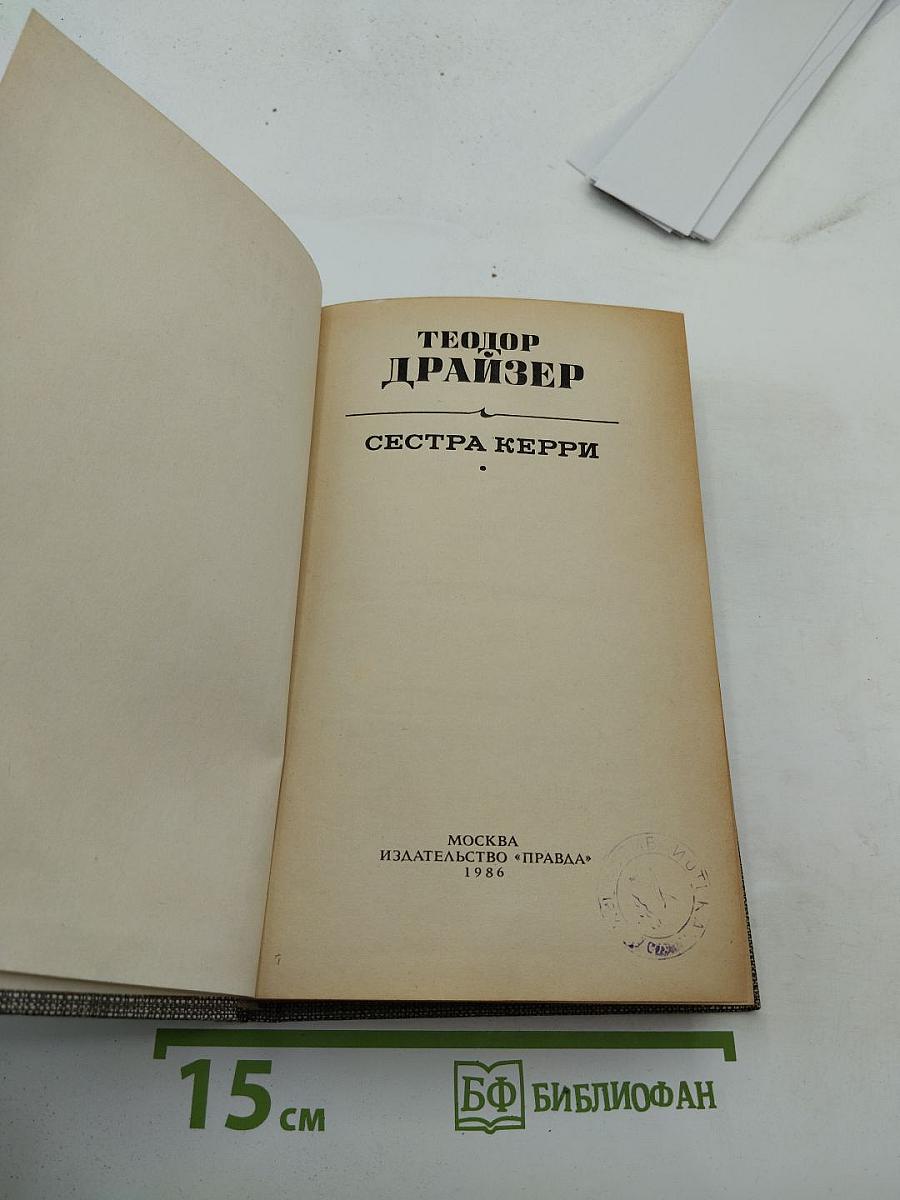 ТЕОДОР
ДРАЙЗЕР
СЕСТРА КЕРРИ
МОСКВА
ИЗДАТЕЛЬСТВО «ПРАВДА»
1986
15 см
БФ БИБЛИОФАН